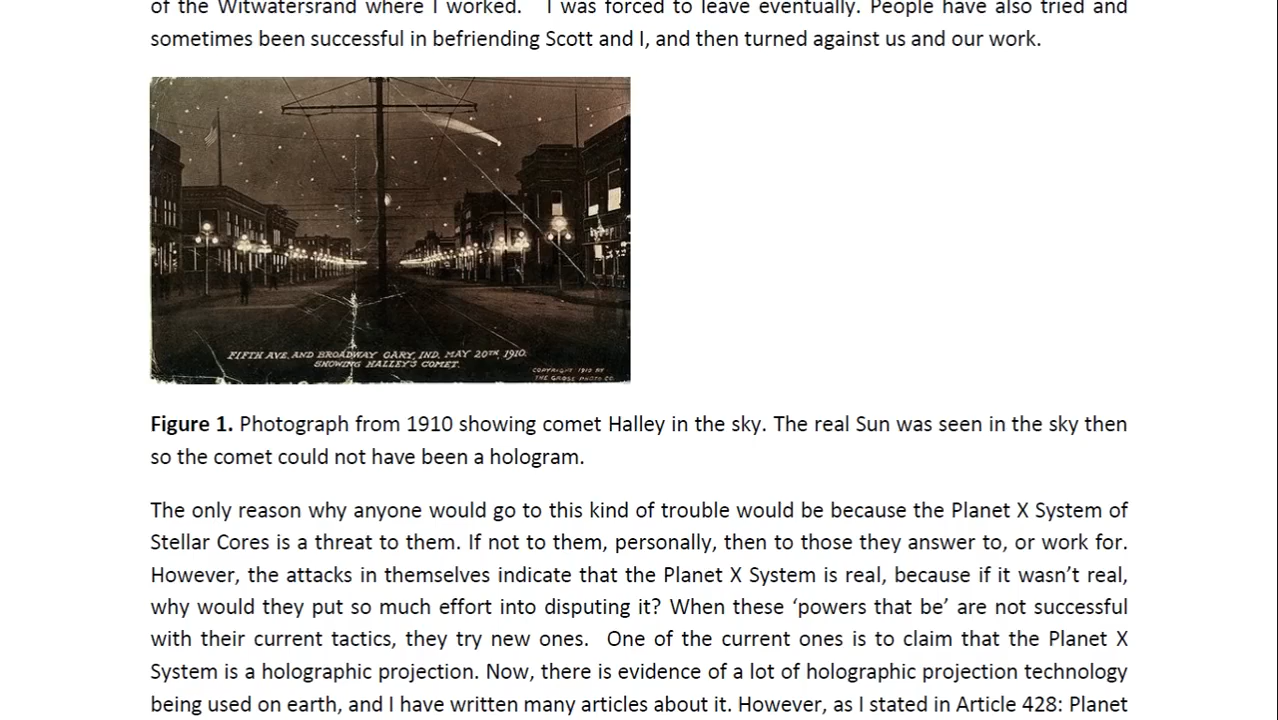 of the Witwatersrand where I worked. I was forced to leave eventually. People have also tried and
sometimes been successful in befriending Scott and I, and then turned against us and our work.
FIFTH AVE. AND BROADWAY GARY, IND. MAY 20TH, 1910.
SHOWING HALLEY'S COMET.
COPYRIGHT 1910 BY
THE GROSE PHOTO CO.
Figure 1. Photograph from 1910 showing comet Halley in the sky. The real Sun was seen in the sky then
so the comet could not have been a hologram.
The only reason why anyone would go to this kind of trouble would be because the Planet X System of
Stellar Cores is a threat to them. If not to them, personally, then to those they answer to, or work for.
However, the attacks in themselves indicate that the Planet X System is real, because if it wasn't real,
why would they put so much effort into disputing it? When these 'powers that be' are not successful
with their current tactics, they try new ones. One of the current ones is to claim that the Planet X
System is a holographic projection. Now, there is evidence of a lot of holographic projection technology
being used on earth, and I have written many articles about it. However, as I stated in Article 428: Planet